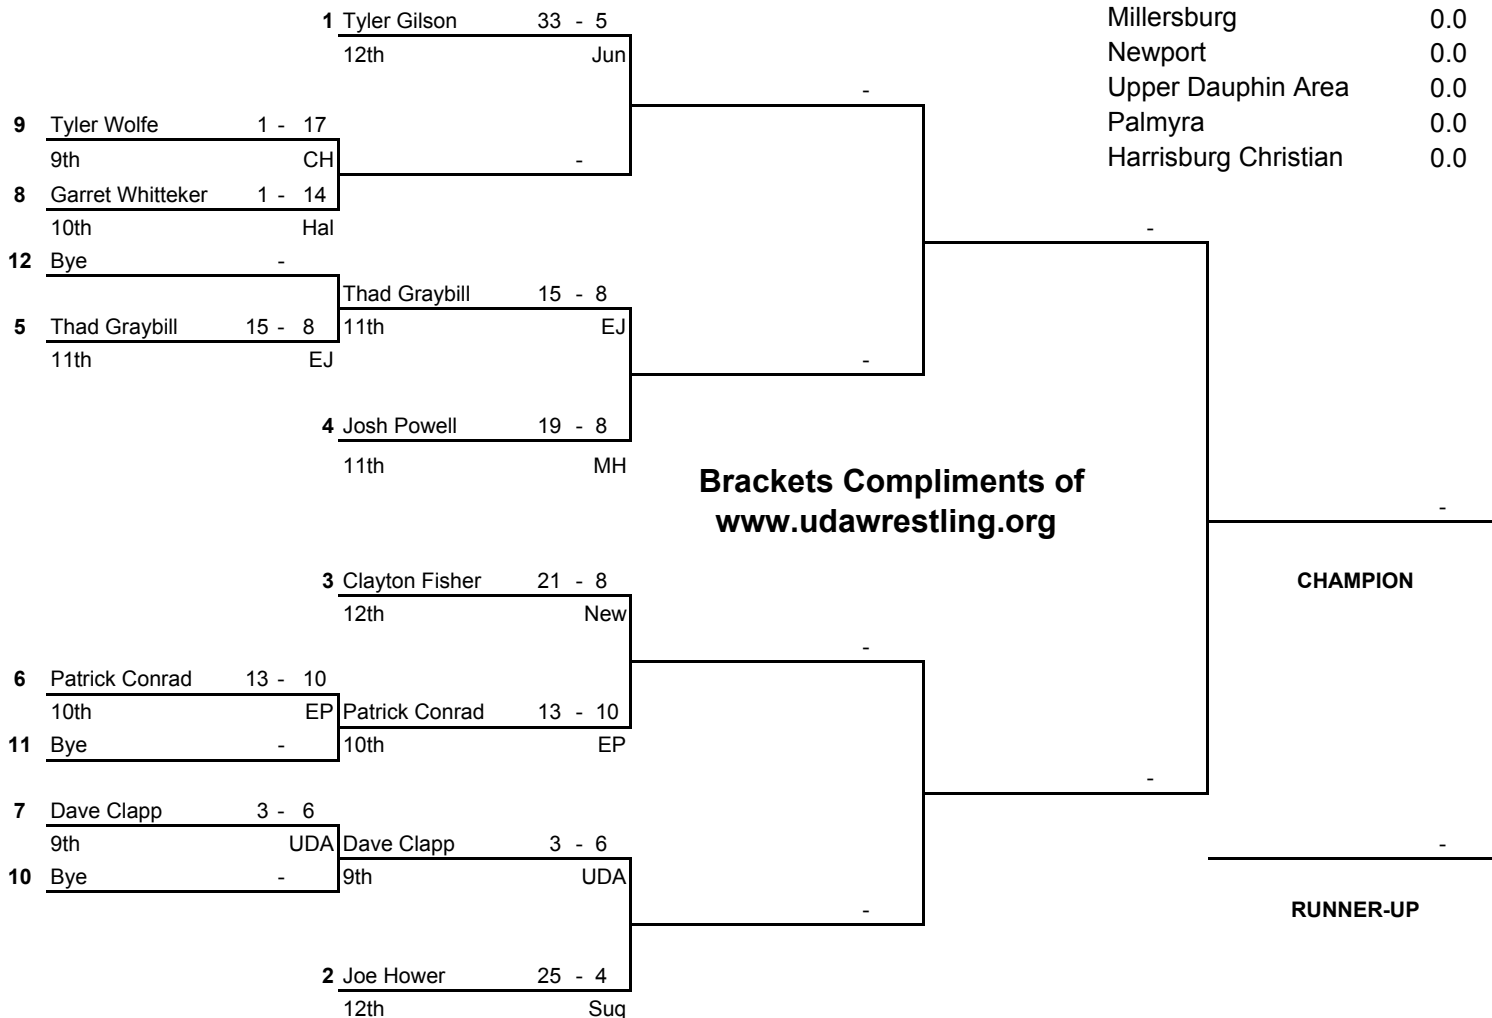 1 Tyler Gilson 33 - 5
12th Jun
Millersburg 0.0
Newport 0.0
Upper Dauphin Area 0.0
Palmyra 0.0
Harrisburg Christian 0.0
-
9 Tyler Wolfe 1 - 17
9th CH
-
8 Garret Whitteker 1 - 14
10th Hal
-
12 Bye -
Thad Graybill 15 - 8
11th EJ
5 Thad Graybill 15 - 8
11th EJ
-
4 Josh Powell 19 - 8
11th MH
Brackets Compliments of
www.udawrestling.org
-
CHAMPION
3 Clayton Fisher 21 - 8
12th New
-
6 Patrick Conrad 13 - 10
10th EP
Patrick Conrad 13 - 10
10th EP
11 Bye -
-
7 Dave Clapp 3 - 6
9th UDA
Dave Clapp 3 - 6
9th UDA
10 Bye -
-
RUNNER-UP
-
2 Joe Hower 25 - 4
12th Suq